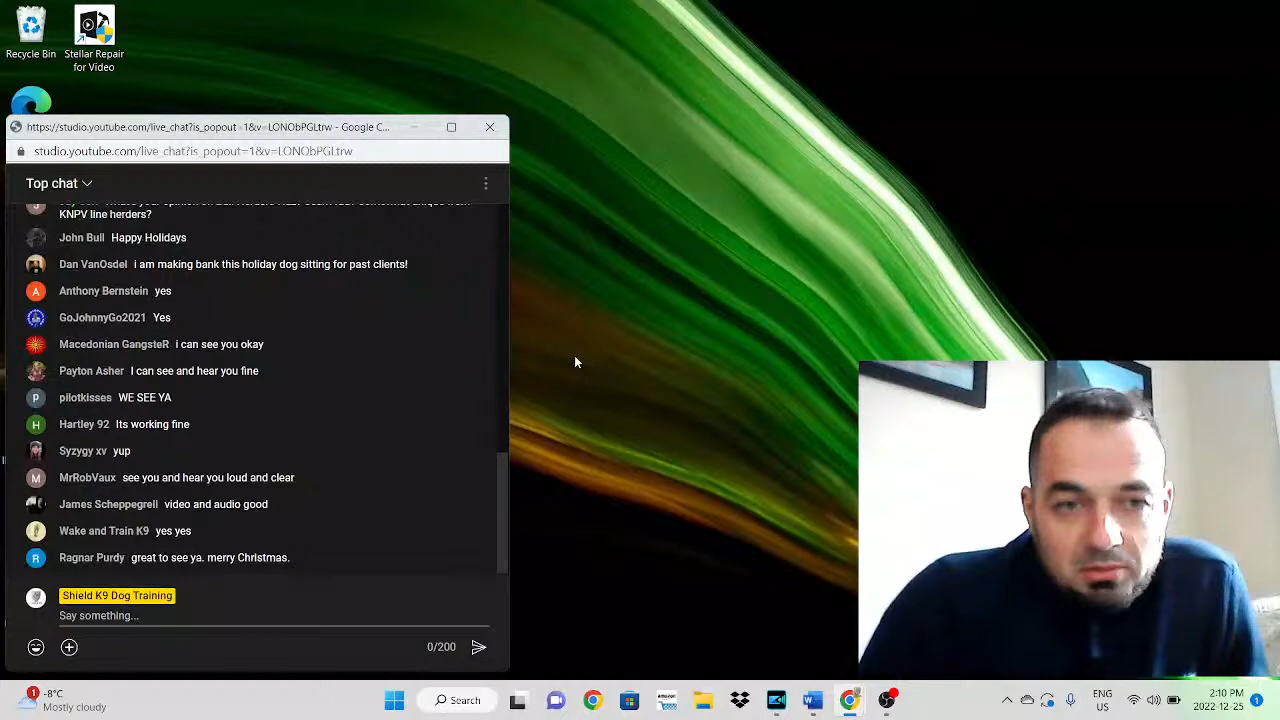 Recycle Bin
Stellar Repair
for Video
https://studio.youtube.com/live_chat?is_popout=1&v=LONObPGLtrw - Google C...
studio.youtube.com/live_chat?is_popout=1&v=LONObPGLtrw
Top chat
KNPV line herders?
John Bull Happy Holidays
Dan VanOsdel i am making bank this holiday dog sitting for past clients!
A Anthony Bernstein yes
GoJohnnyGo2021 Yes
Macedonian GangsteR i can see you okay
Payton Asher I can see and hear you fine
p pilotkisses WE SEE YA
H Hartley 92 Its working fine
Syzygy xv yup
M MrRobVaux see you and hear you loud and clear
James Scheppegrell video and audio good
Wake and Train K9 yes yes
R Ragnar Purdy great to see ya. merry Christmas.
Shield K9 Dog Training
Say something...
0/200
1
-8°C
Mostly cloudy
Search
amazon
ENG
US
2:10 PM
2022-12-25
1